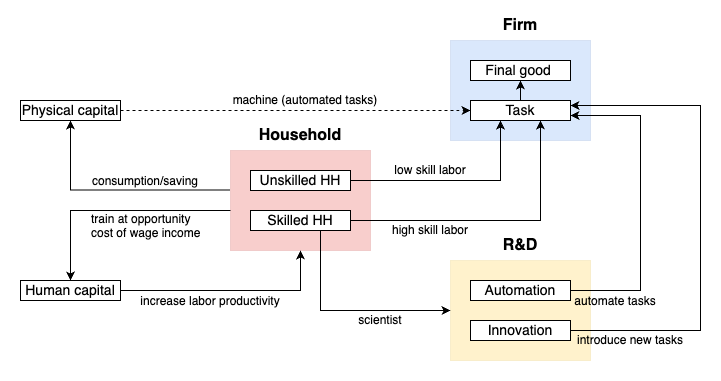 Firm
Final good
Physical capital
machine (automated tasks)
Task
Household
consumption/saving
Unskilled HH
low skill labor
train at opportunity
cost of wage income
Skilled HH
high skill labor
R&D
Human capital
increase labor productivity
Automation
automate tasks
scientist
Innovation
introduce new tasks